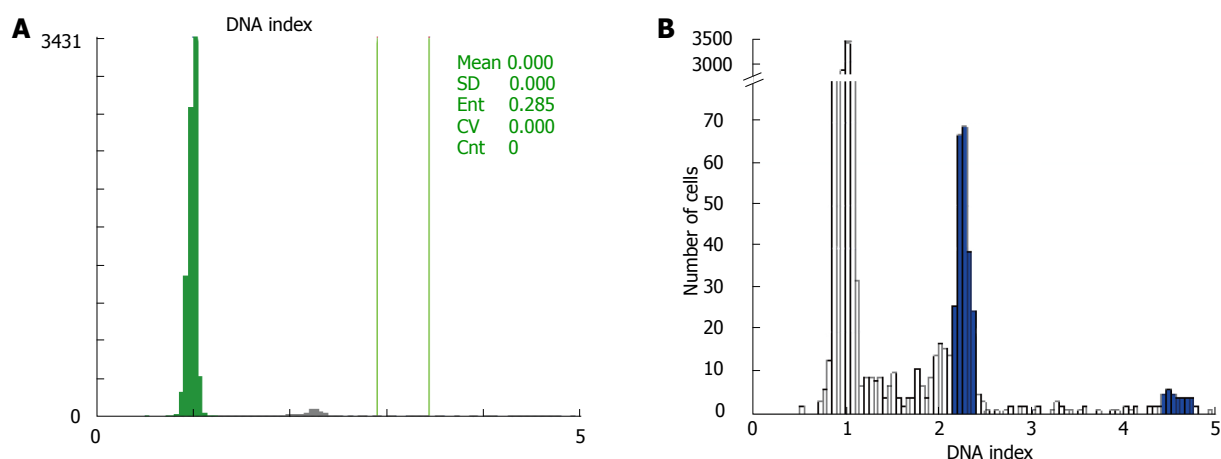 A
DNA index
3431
Mean 0.000
SD 0.000
Ent 0.285
CV 0.000
Cnt 0
0
0
5
B
3500
3000
70
60
50
40
30
20
10
0
Number of cells
0 1 2 3 4 5
DNA index